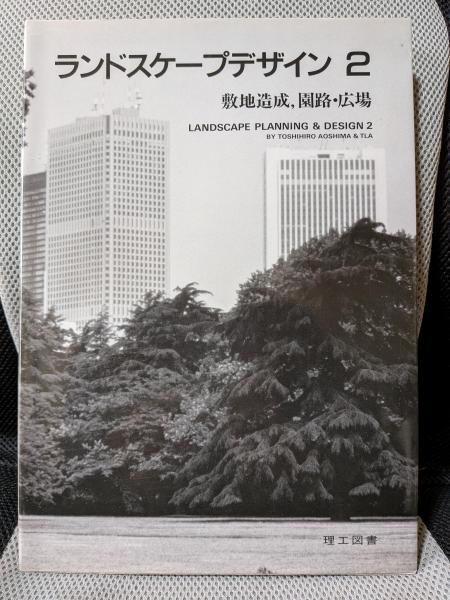 ランドスケープデザイン 2
敷地造成, 園路・広場
LANDSCAPE PLANNING & DESIGN 2
BY TOSHIHIRO AOSHIMA & TLA
理工図書